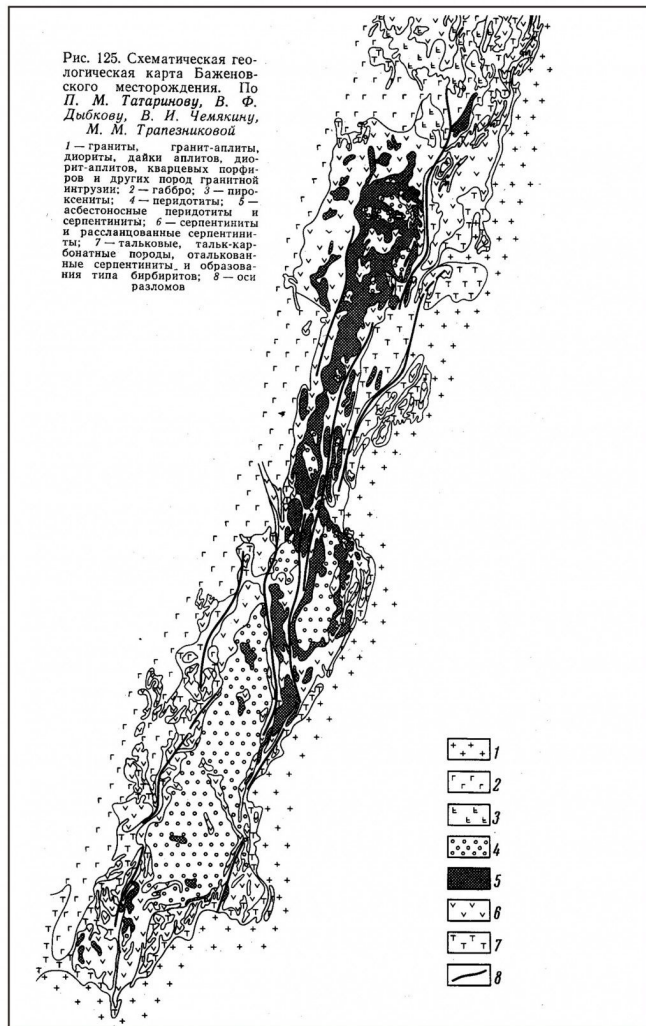 Рис. 125. Схематическая гео-
логическая карта Баженов-
ского месторождения. По
П. М. Татаринову, В. Ф.
Дыбкову, В. И. Чемякину,
М. М. Трапезниковой
1 — граниты, гранит-аплиты,
диориты, дайки аплитов, дио-
рит-аплитов, кварцевых порфи-
ров и других пород гранитной
интрузии; 2 — габбро; 3 — пиро-
ксениты; 4 — перидотиты; 5 —
асбестоносные перидотиты и
серпентиниты; 6 — серпентиниты
и рассланцованные серпентини-
ты; 7 — тальковые, тальк-кар-
бонатные породы, оталькован-
ные серпентиниты и образова-
ния типа бирбиритов; 8 — оси
разломов
1
2
3
4
5
6
7
8